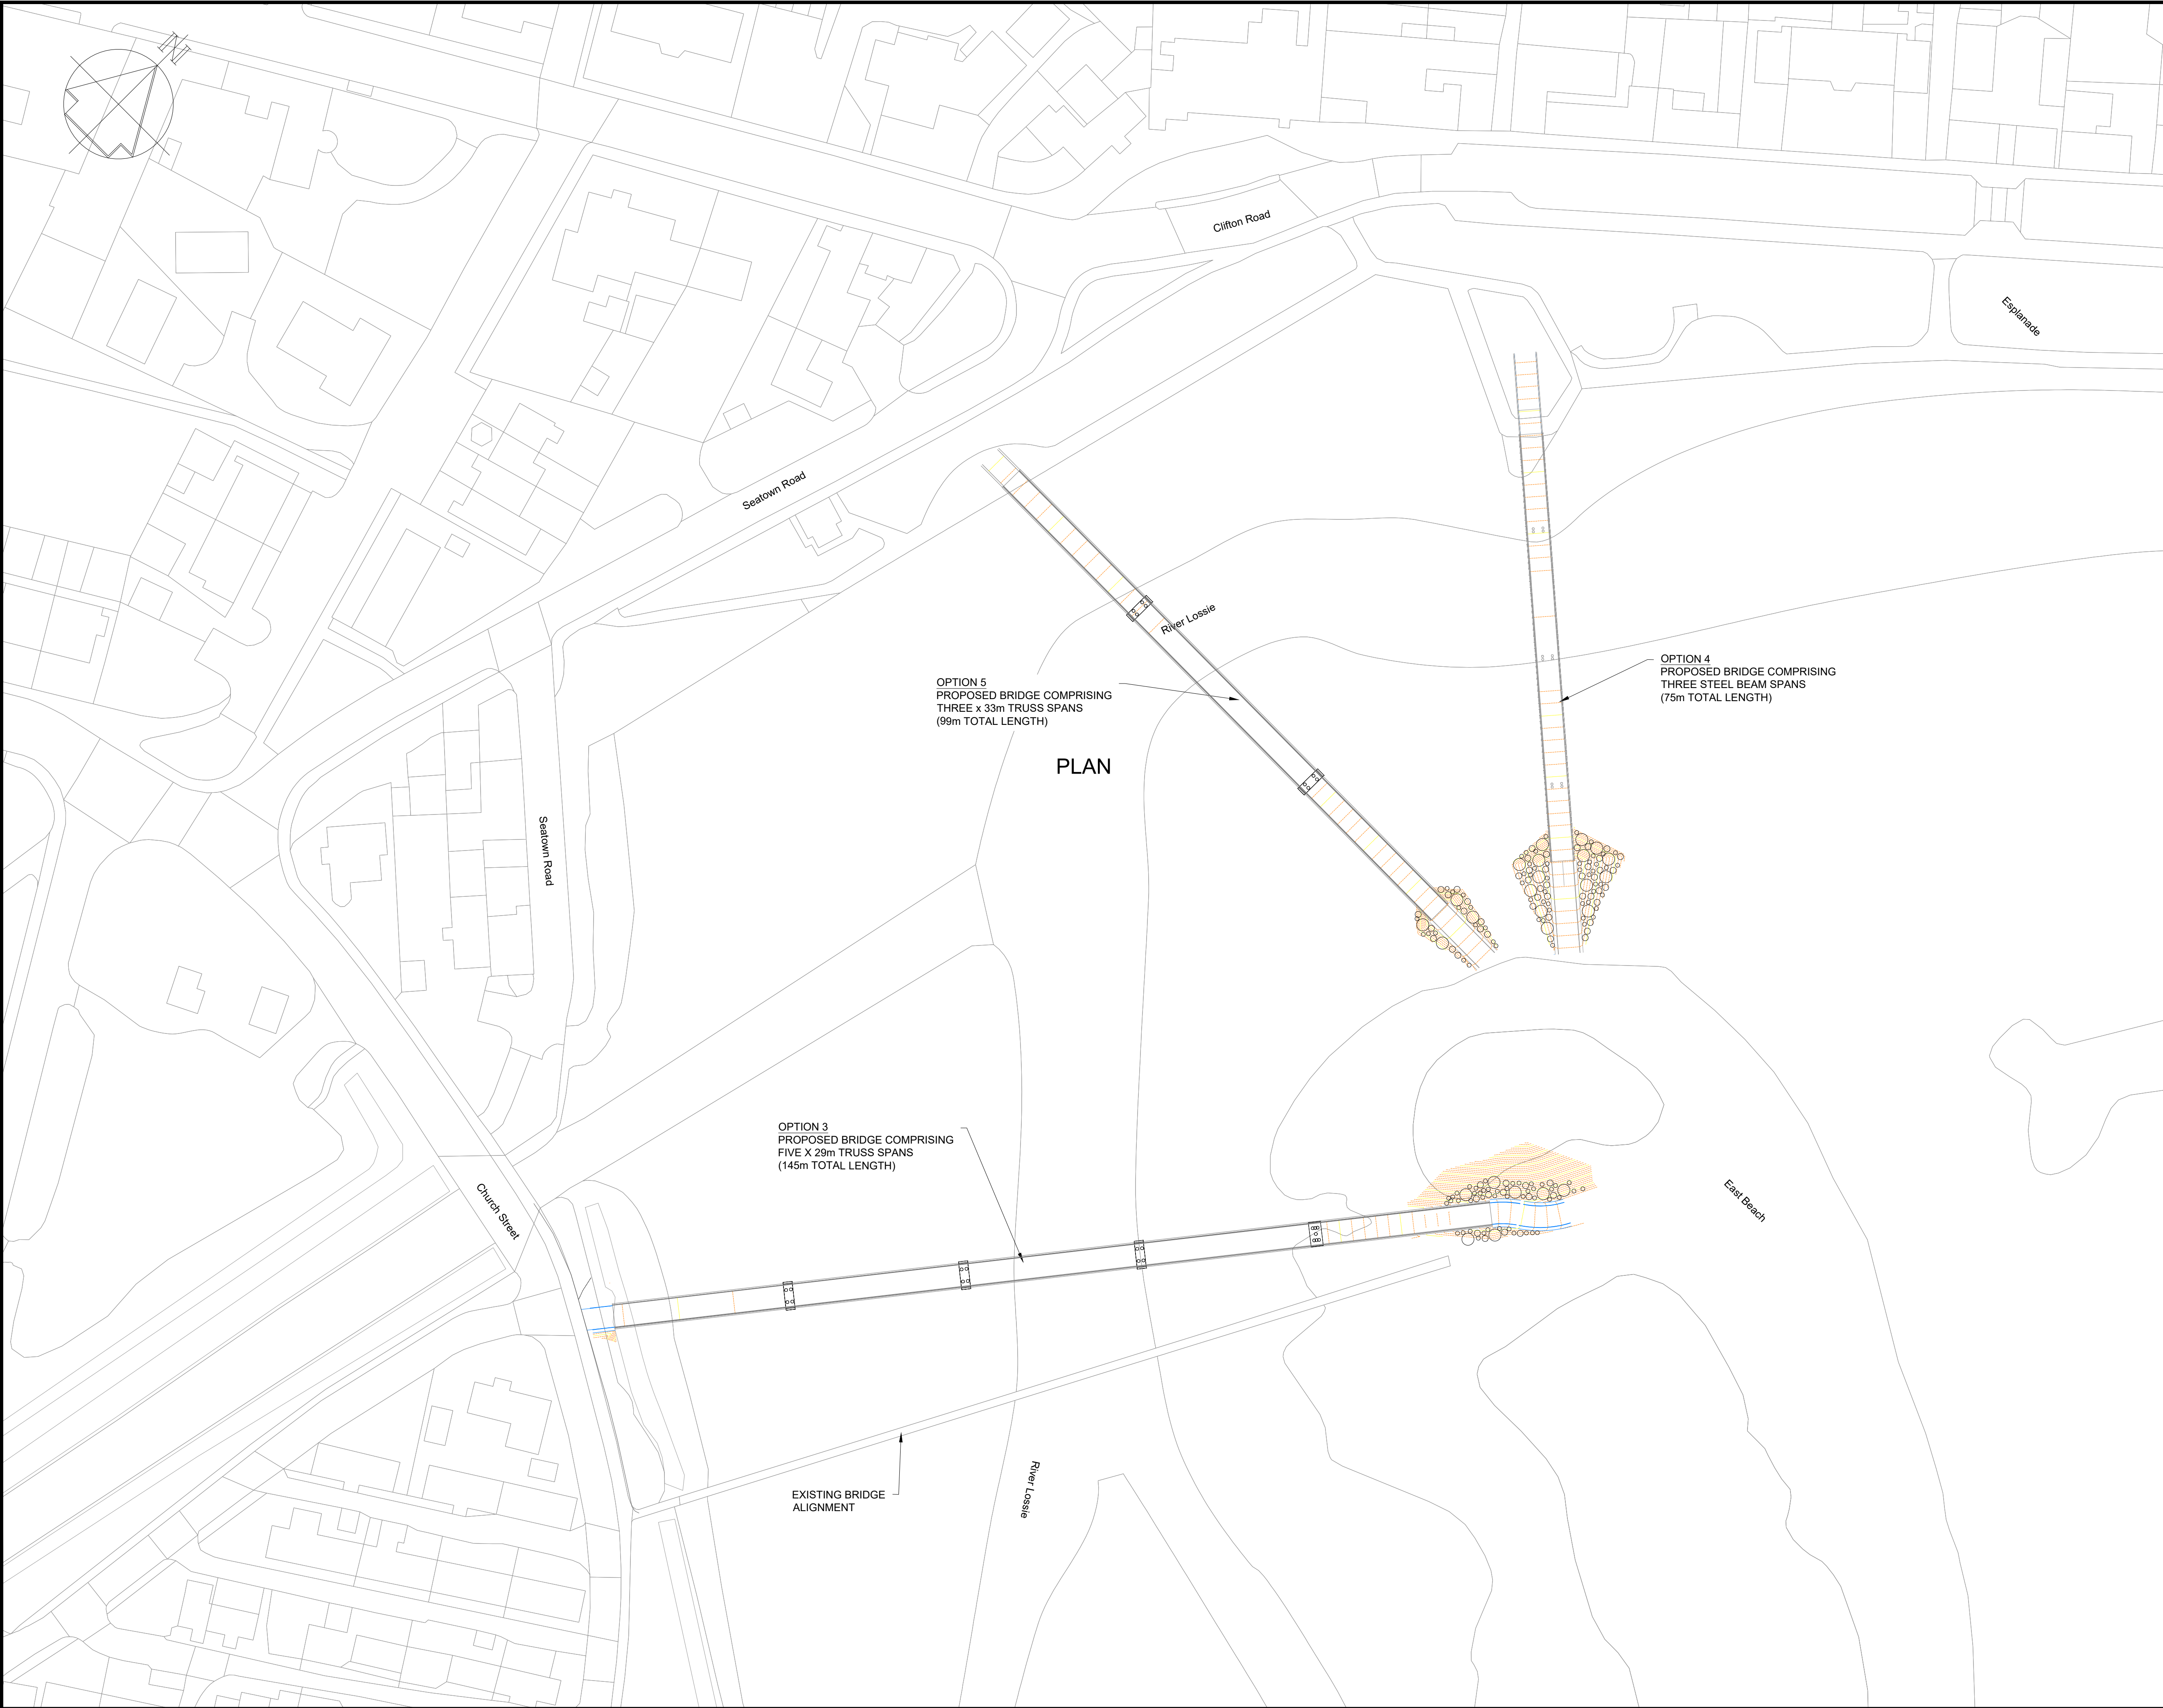 N
Clifton Road
Esplanade
Seatown Road
River Lossie
OPTION 4
PROPOSED BRIDGE COMPRISING
THREE STEEL BEAM SPANS
(75m TOTAL LENGTH)
OPTION 5
PROPOSED BRIDGE COMPRISING
THREE x 33m TRUSS SPANS
(99m TOTAL LENGTH)
PLAN
Seatown Road
OPTION 3
PROPOSED BRIDGE COMPRISING
FIVE X 29m TRUSS SPANS
(145m TOTAL LENGTH)
Church Street
East Beach
EXISTING BRIDGE
ALIGNMENT
River Lossie